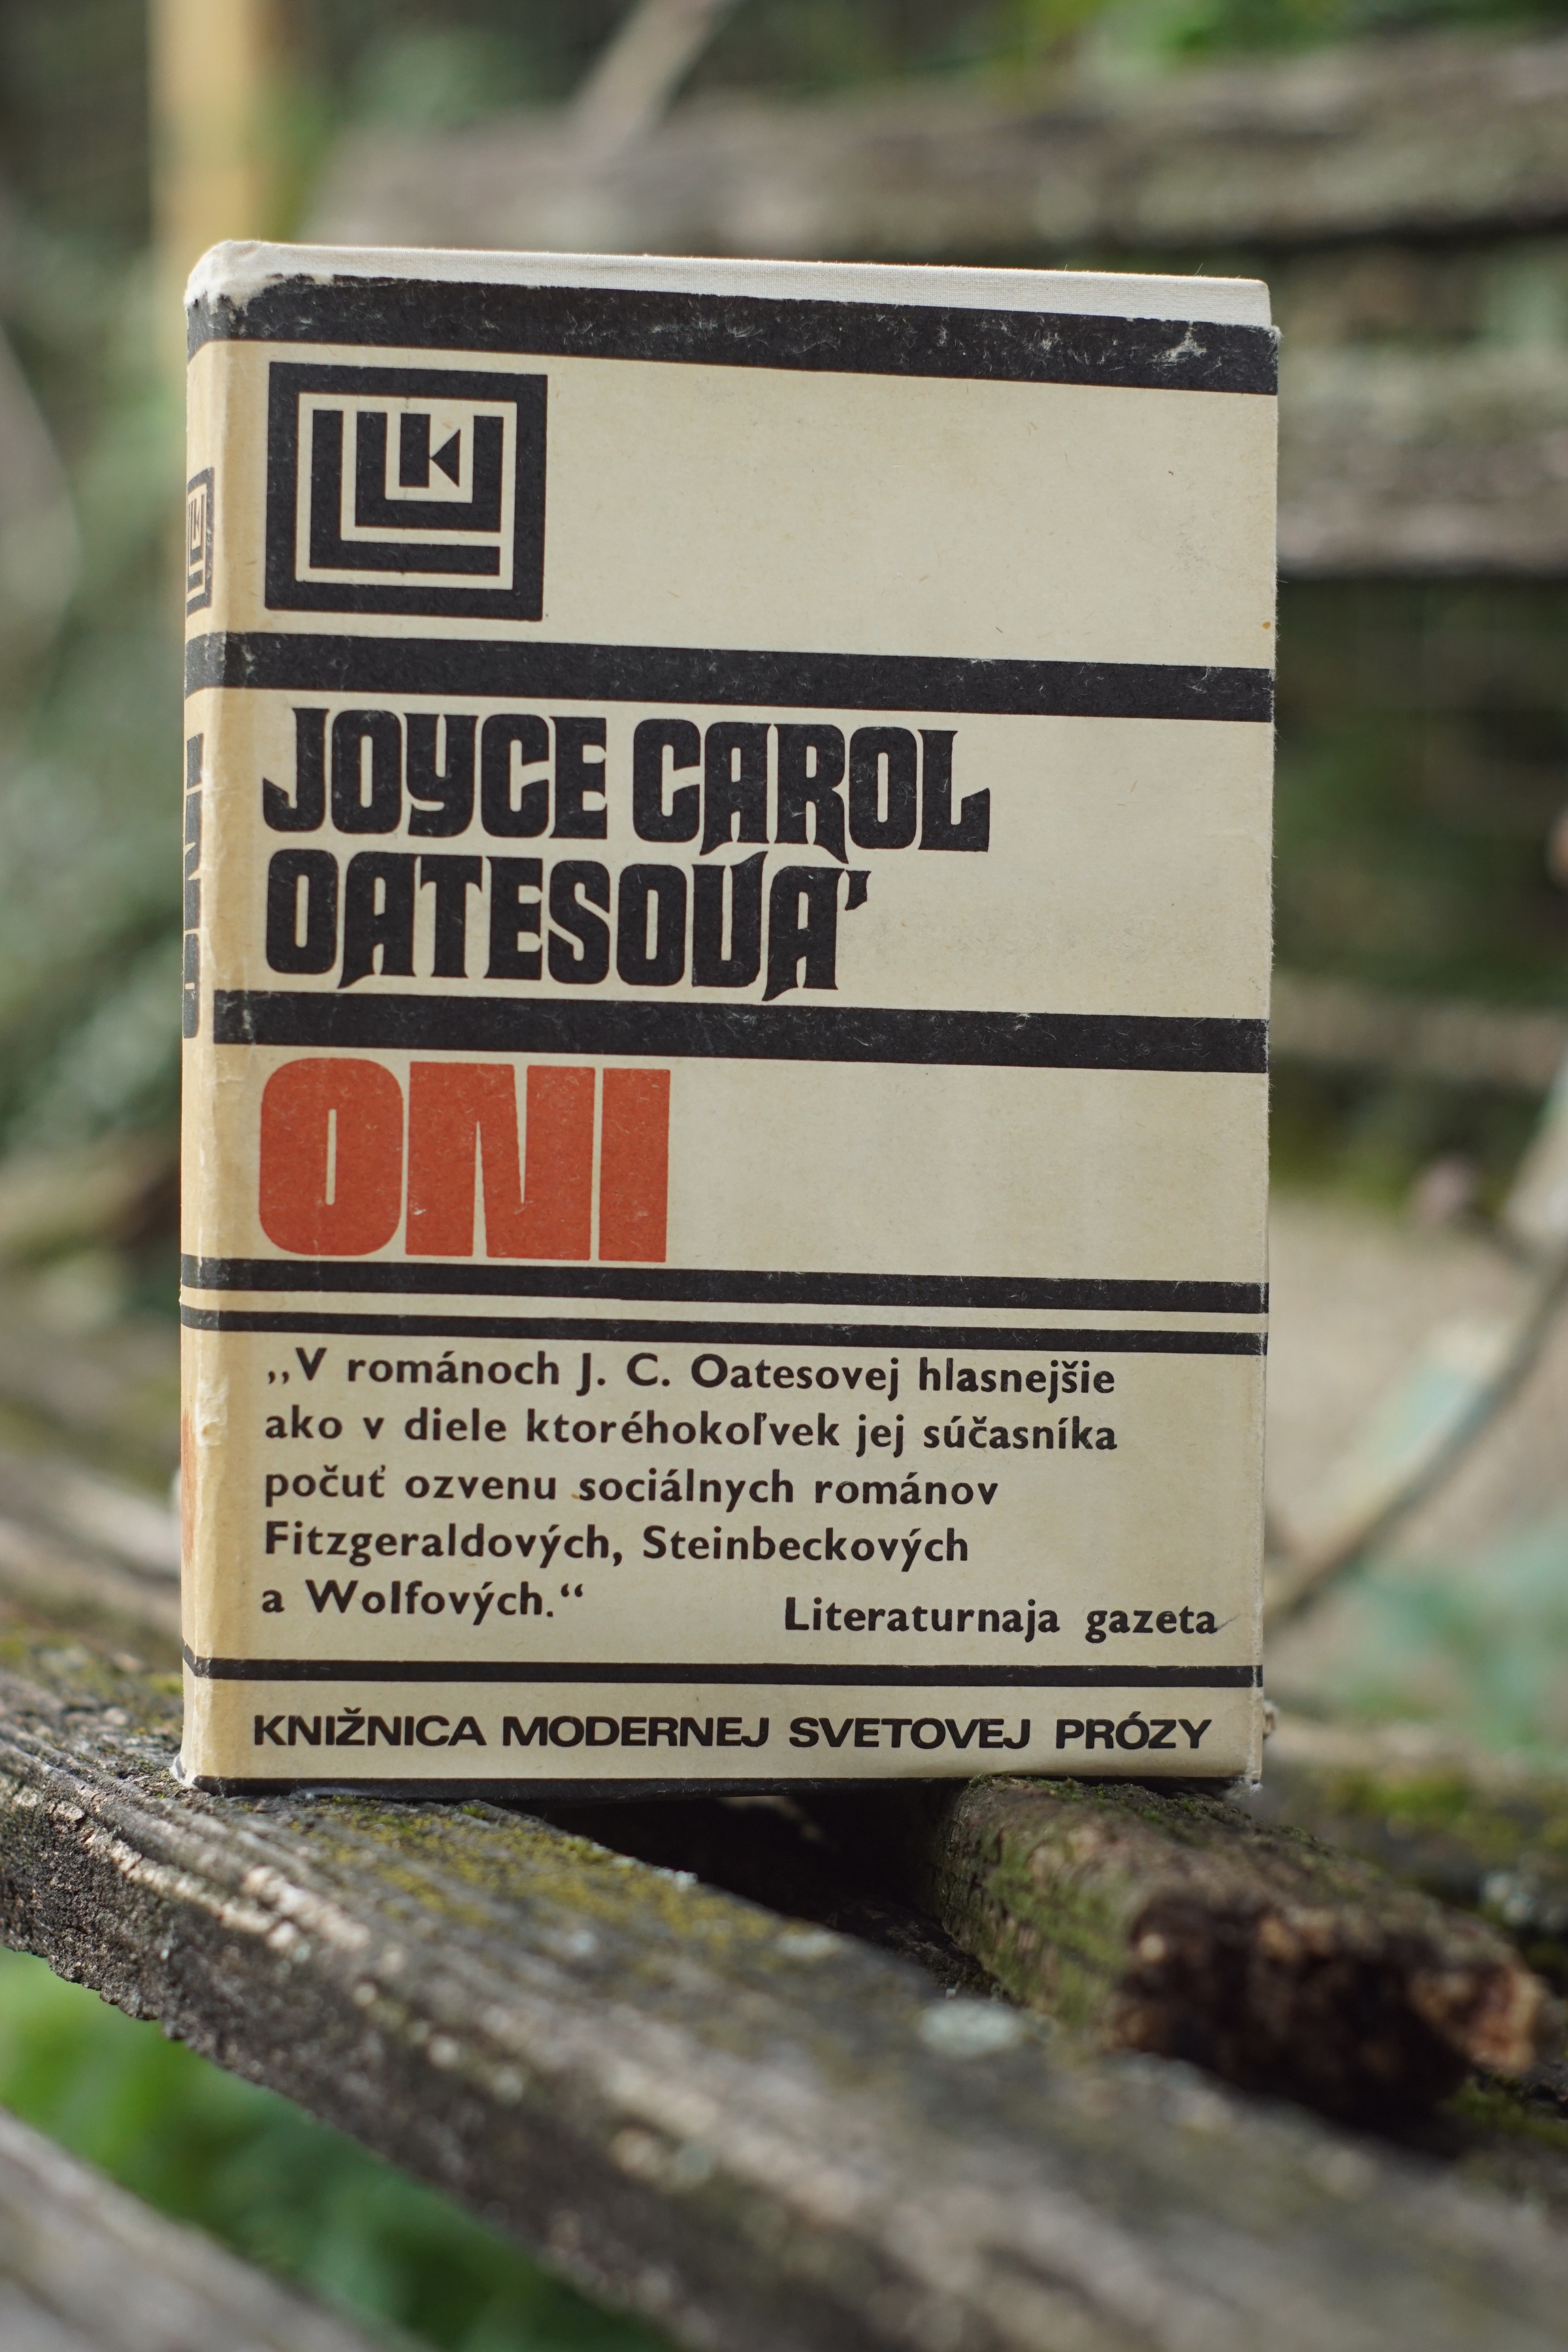 JOYCE CAROL
OATESOVÁ
ONI
„V románoch J. C. Oatesovej hlasnejšie
ako v diele ktoréhokoľvek jej súčasníka
počuť ozvenu sociálnych románov
Fitzgeraldových, Steinbeckových
a Wolfových.“
Literaturnaja gazeta
KNIŽNICA MODERNEJ SVETOVEJ PRÓZY